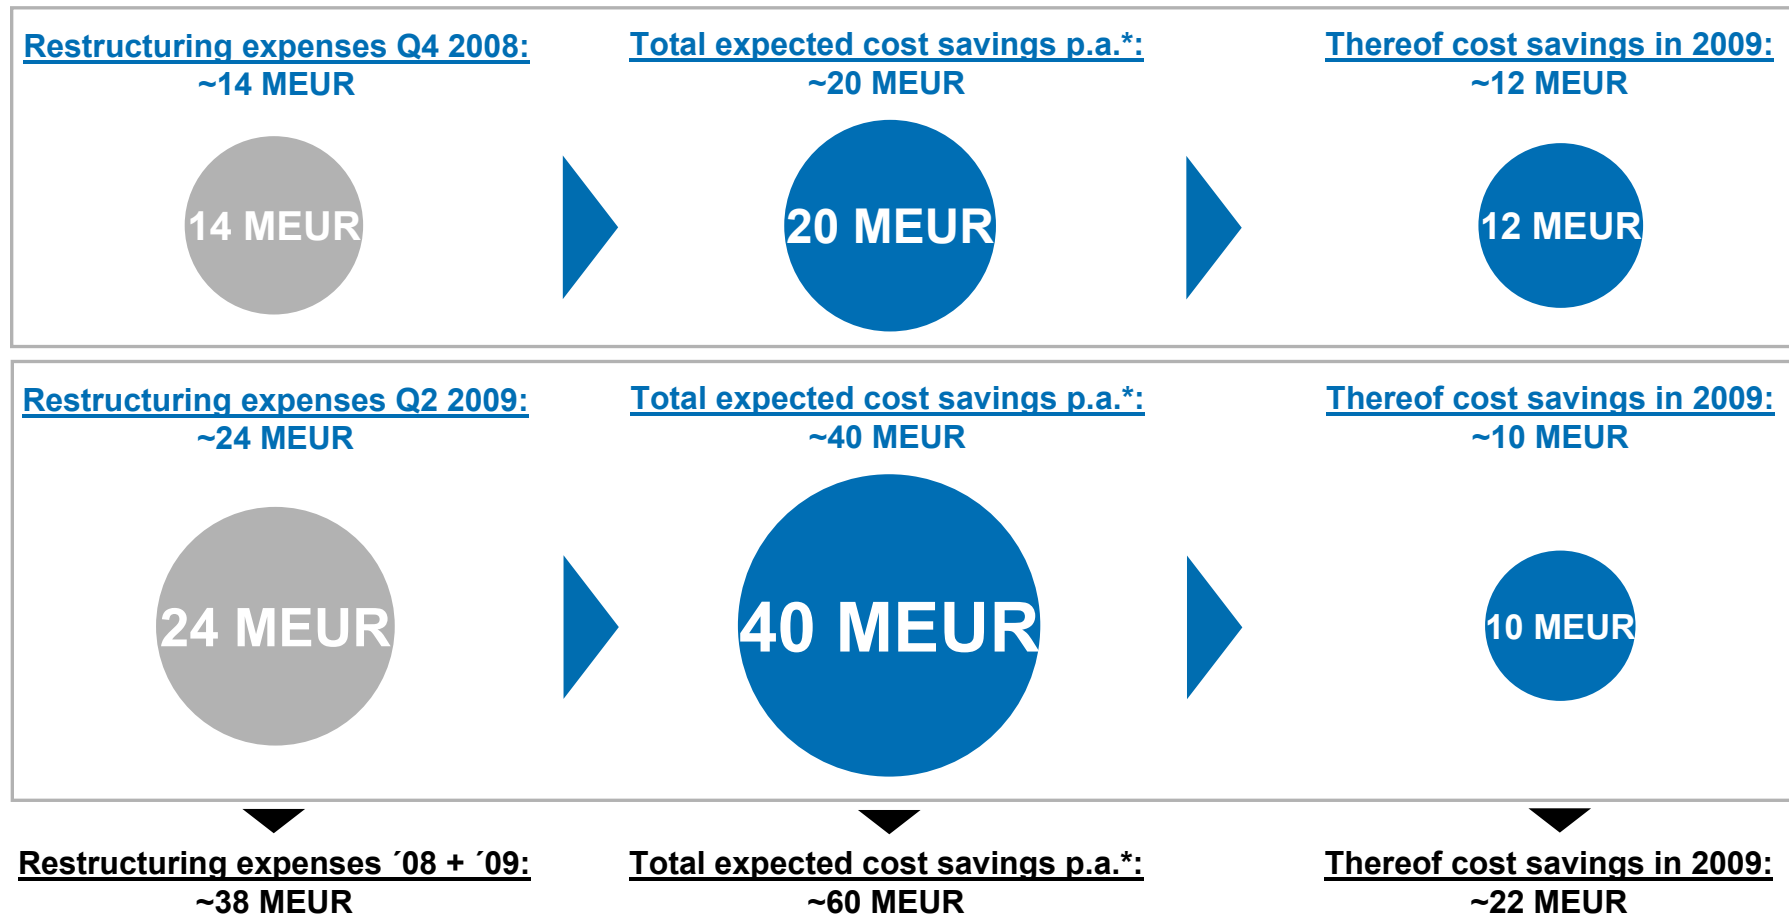 Restructuring expenses Q4 2008:
~14 MEUR
Total expected cost savings p.a.*:
~20 MEUR
Thereof cost savings in 2009:
~12 MEUR
14 MEUR
20 MEUR
12 MEUR
Restructuring expenses Q2 2009:
~24 MEUR
Total expected cost savings p.a.*:
~40 MEUR
Thereof cost savings in 2009:
~10 MEUR
24 MEUR
40 MEUR
10 MEUR
Restructuring expenses ´08 + ´09:
~38 MEUR
Total expected cost savings p.a.*:
~60 MEUR
Thereof cost savings in 2009:
~22 MEUR